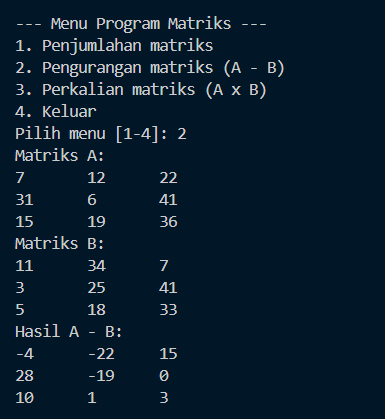 --- Menu Program Matriks ---
1. Penjumlahan matriks
2. Pengurangan matriks (A - B)
3. Perkalian matriks (A x B)
4. Keluar
Pilih menu [1-4]: 2
Matriks A:
7 12 22
31 6 41
15 19 36
Matriks B:
11 34 7
3 25 41
5 18 33
Hasil A - B:
-4 -22 15
28 -19 0
10 1 3